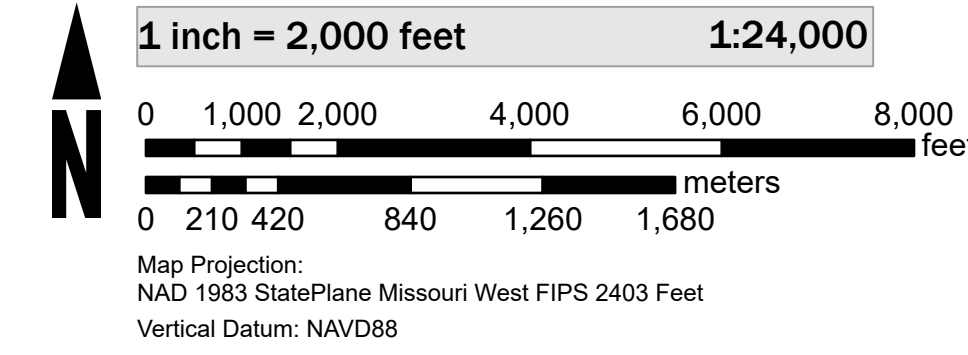 1 inch = 2,000 feet 1:24,000
0 1,000 2,000 4,000 6,000 8,000
feet
N
meters
0 210 420 840 1,260 1,680
Map Projection:
NAD 1983 StatePlane Missouri West FIPS 2403 Feet
Vertical Datum: NAVD88